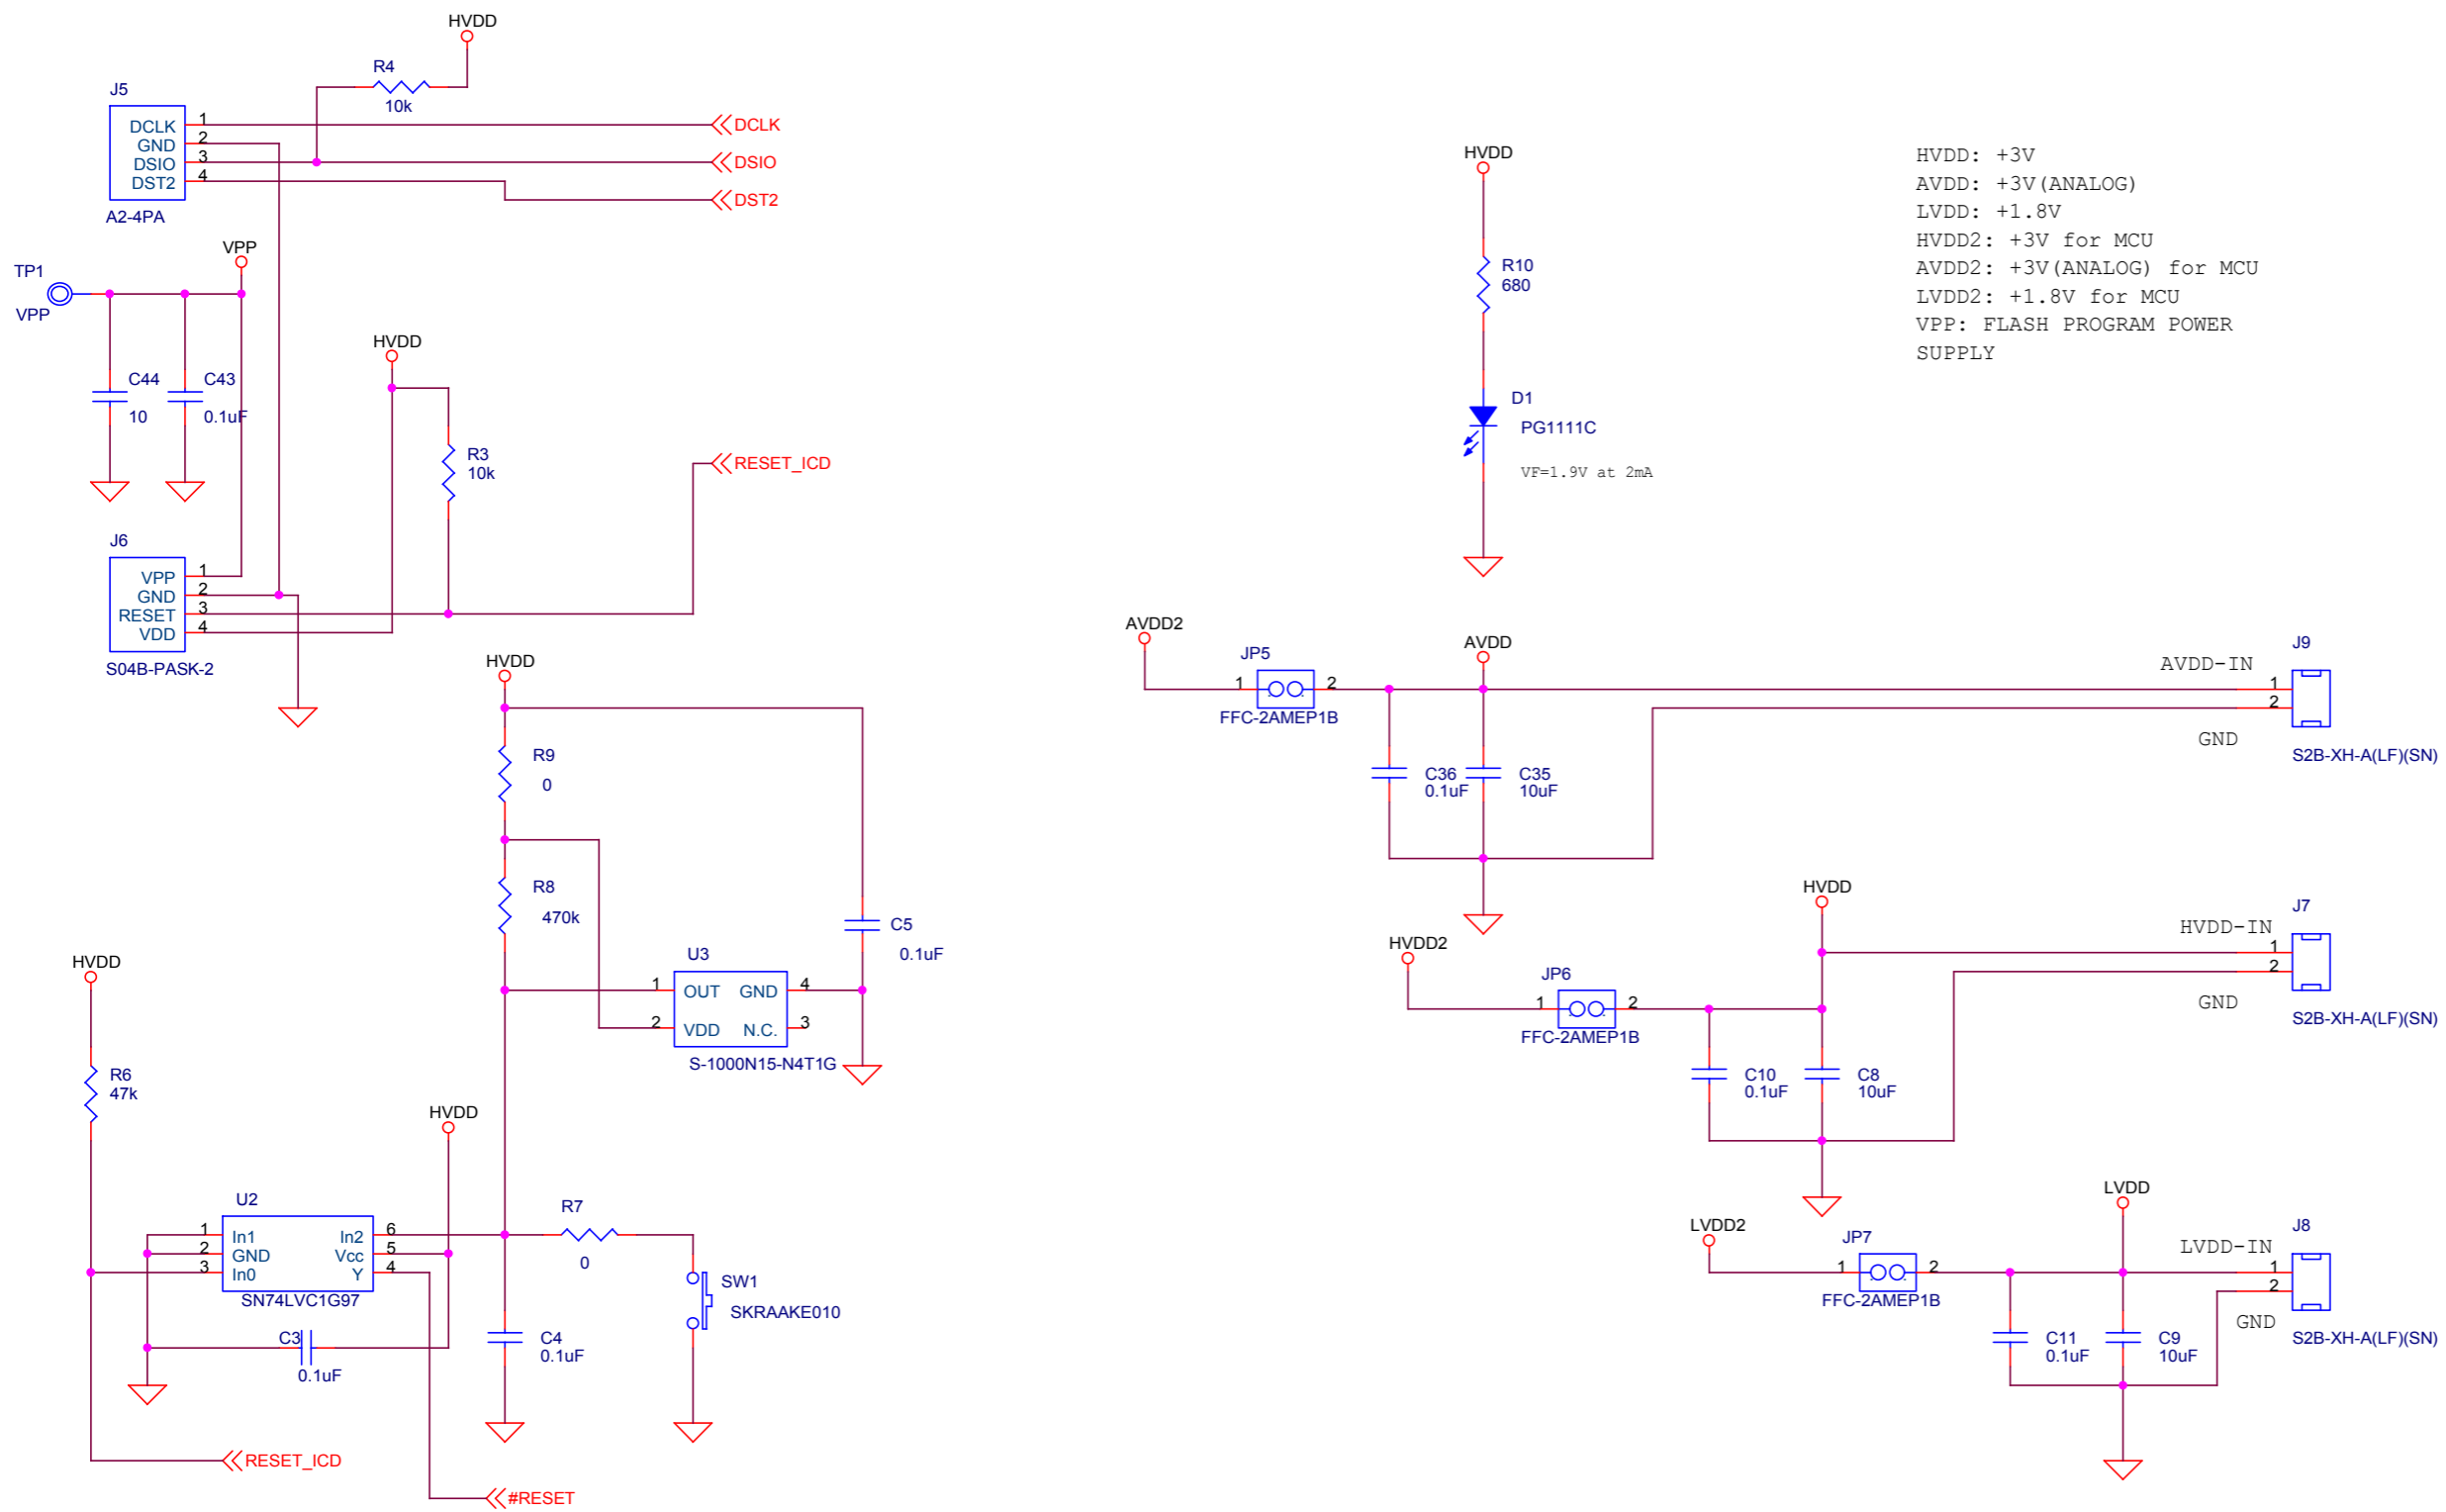 HVDD
R4
10k
J5
DCLK
GND
DSIO
DST2
1
2
3
4
A2-4PA
DCLK
DSIO
DST2
TP1
VPP
VPP
C44
10
C43
0.1uF
HVDD
R3
10k
RESET_ICD
J6
VPP
GND
RESET
VDD
1
2
3
4
S04B-PASK-2
HVDD
R9
0
R8
470k
C5
0.1uF
U3
1
OUT
GND
4
2
VDD
N.C.
3
S-1000N15-N4T1G
HVDD
R6
47k
HVDD
U2
1
In1
In2
6
2
GND
Vcc
5
3
In0
Y
4
SN74LVC1G97
C3
0.1uF
R7
0
C4
0.1uF
SW1
SKRAAKE010
RESET_ICD
#RESET
HVDD
R10
680
D1
PG1111C
VF=1.9V at 2mA
HVDD: +3V
AVDD: +3V(ANALOG)
LVDD: +1.8V
HVDD2: +3V for MCU
AVDD2: +3V(ANALOG) for MCU
LVDD2: +1.8V for MCU
VPP: FLASH PROGRAM POWER
SUPPLY
AVDD2
JP5
1
2
FFC-2AMEP1B
AVDD
C36
0.1uF
C35
10uF
AVDD-IN
GND
J9
1
2
S2B-XH-A(LF)(SN)
HVDD2
JP6
1
2
FFC-2AMEP1B
HVDD
C10
0.1uF
C8
10uF
HVDD-IN
GND
J7
1
2
S2B-XH-A(LF)(SN)
LVDD2
JP7
1
2
FFC-2AMEP1B
LVDD
C11
0.1uF
C9
10uF
LVDD-IN
GND
J8
1
2
S2B-XH-A(LF)(SN)